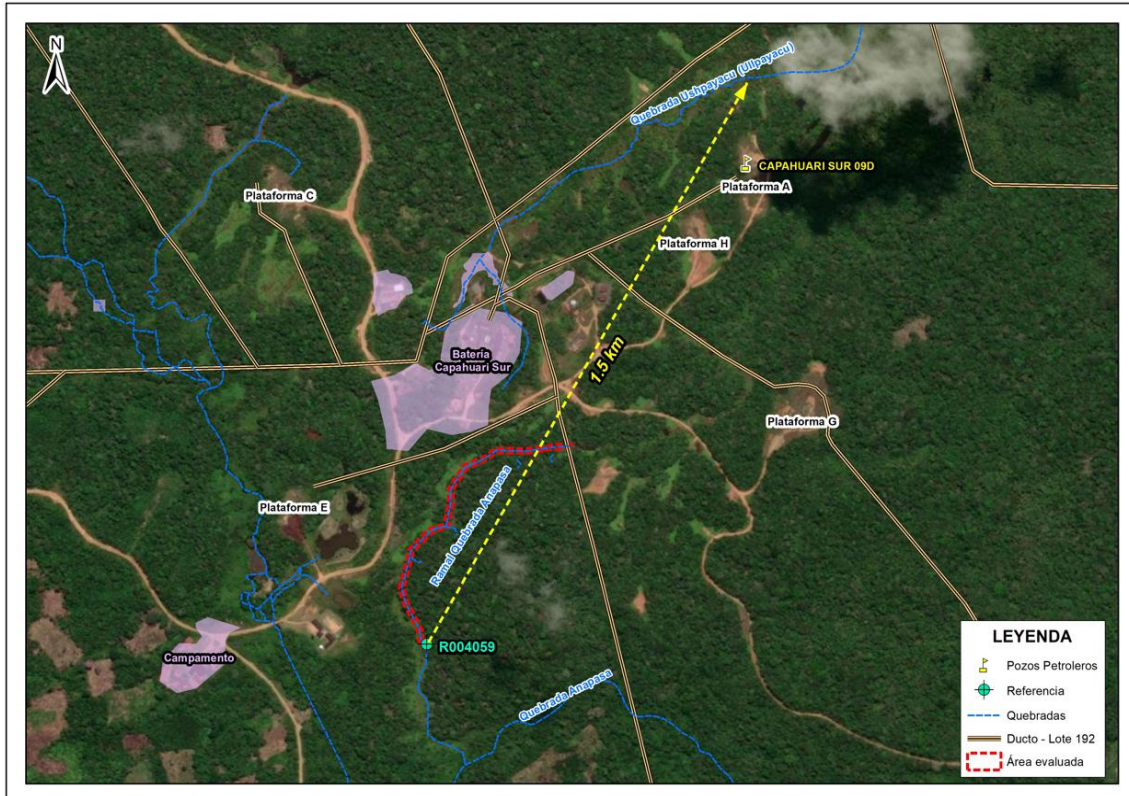 N
Quebrada Ushpayacu (Ullpayacu)
CAPAHUARI SUR 09D
Plataforma A
Plataforma C
Plataforma H
1.5 km
Batería
Capahuari Sur
Plataforma G
Ramal Quebrada Anapasa
Plataforma E
R004059
Campamento
Quebrada Anapasa
LEYENDA
Pozos Petroleros
Referencia
Quebradas
Ducto - Lote 192
Área evaluada